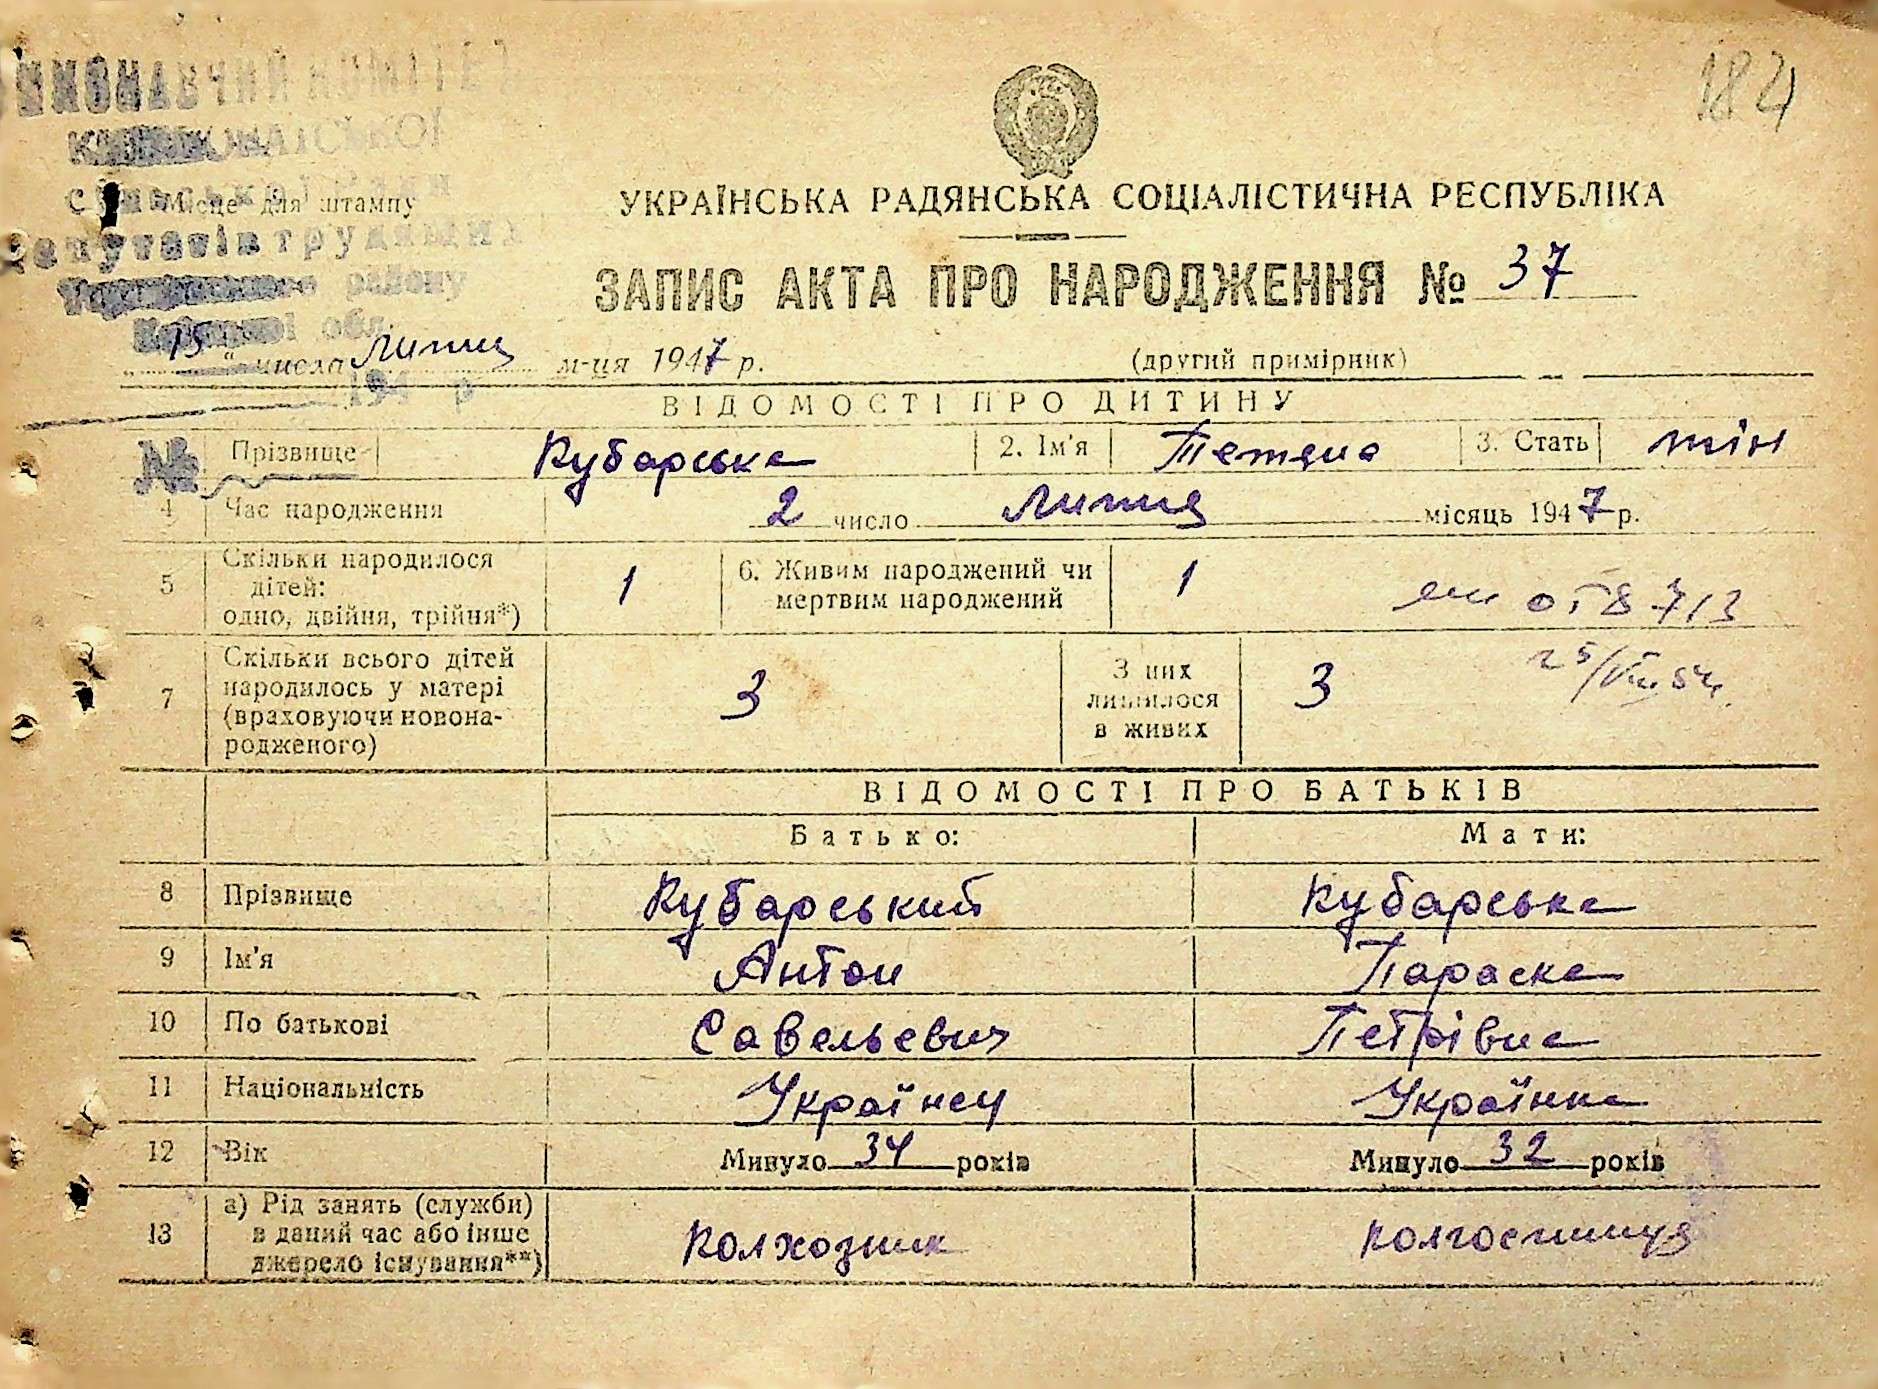 184
ВИКОНАВЧИЙ КОМІТЕТ
сільської Ради
Місце для штампу
депутатів трудящих
району
обл.
194 р
УКРАЇНСЬКА РАДЯНСЬКА СОЦІАЛІСТИЧНА РЕСПУБЛІКА
ЗАПИС АКТА ПРО НАРОДЖЕННЯ № 37
„15“ числа Липня м-ця 1947 р. (другий примірник)
ВІДОМОСТІ ПРО ДИТИНУ
№ Прізвище Кубарська 2. Ім'я Тетяна 3. Стать жін
4 Час народження 2 число Липня місяць 1947 р.
5 Скільки народилося дітей: одно, двійня, трійня*) 1 6. Живим народжений чи мертвим народжений 1
7 Скільки всього дітей народилось у матері (враховуючи новонародженого) 3 З них лишилося в живих 3
ВІДОМОСТІ ПРО БАТЬКІВ
Батько: Мати:
8 Прізвище Кубарський Кубарська
9 Ім'я Антон Параска
10 По батькові Савельевич Петрівна
11 Національність Українец Українка
12 Вік Минуло 34 років Минуло 32 років
13 а) Рід занять (служби) в даний час або інше джерело існування**) Колхозник колгоспниця